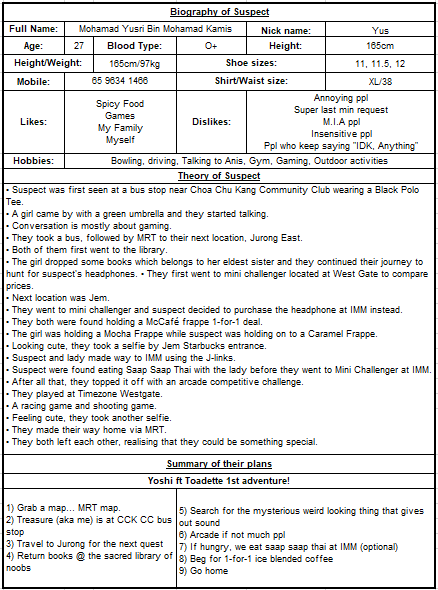 Biography of Suspect
Full Name: Mohamad Yusri Bin Mohamad Kamis Nick name: Yus
Age: 27 Blood Type: O+ Height: 165cm
Height/Weight: 165cm/97kg Shoe sizes: 11, 11.5, 12
Mobile: 65 9634 1466 Shirt/Waist size: XL/38
Likes:
Spicy Food
Games
My Family
Myself
Dislikes:
Annoying ppl
Super last min request
M.I.A ppl
Insensitive ppl
Ppl who keep saying "IDK, Anything"
Hobbies: Bowling, driving, Talking to Anis, Gym, Gaming, Outdoor activities
Theory of Suspect
• Suspect was first seen at a bus stop near Choa Chu Kang Community Club wearing a Black Polo
Tee.
• A girl came by with a green umbrella and they started talking.
• Conversation is mostly about gaming.
• They took a bus, followed by MRT to their next location, Jurong East.
• Both of them first went to the library.
• The girl dropped some books which belongs to her eldest sister and they continued their journey to
hunt for suspect's headphones. • They first went to mini challenger located at West Gate to compare
prices.
• Next location was Jem.
• They went to mini challenger and suspect decided to purchase the headphone at IMM instead.
• They both were found holding a McCafé frappe 1-for-1 deal.
• The girl was holding a Mocha Frappe while suspect was holding on to a Caramel Frappe.
• Looking cute, they took a selfie by Jem Starbucks entrance.
• Suspect and lady made way to IMM using the J-links.
• Suspect were found eating Saap Saap Thai with the lady before they went to Mini Challenger at IMM.
• After all that, they topped it off with an arcade competitive challenge.
• They played at Timezone Westgate.
• A racing game and shooting game.
• Feeling cute, they took another selfie.
• They made their way home via MRT.
• They both left each other, realising that they could be something special.
Summary of their plans
Yoshi ft Toadette 1st adventure!
1) Grab a map... MRT map.
2) Treasure (aka me) is at CCK CC bus
stop
3) Travel to Jurong for the next quest
4) Return books @ the sacred library of
noobs
5) Search for the mysterious weird looking thing that gives
out sound
6) Arcade if not much ppl
7) If hungry, we eat saap saap thai at IMM (optional)
8) Beg for 1-for-1 ice blended coffee
9) Go home